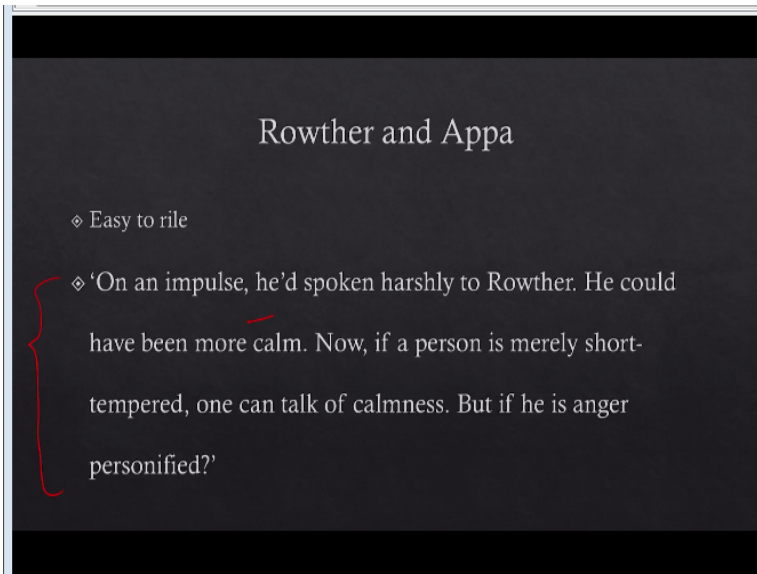 Rowther and Appa
Easy to rile
‘On an impulse, he’d spoken harshly to Rowther. He could
have been more calm. Now, if a person is merely short-
tempered, one can talk of calmness. But if he is anger
personified?’